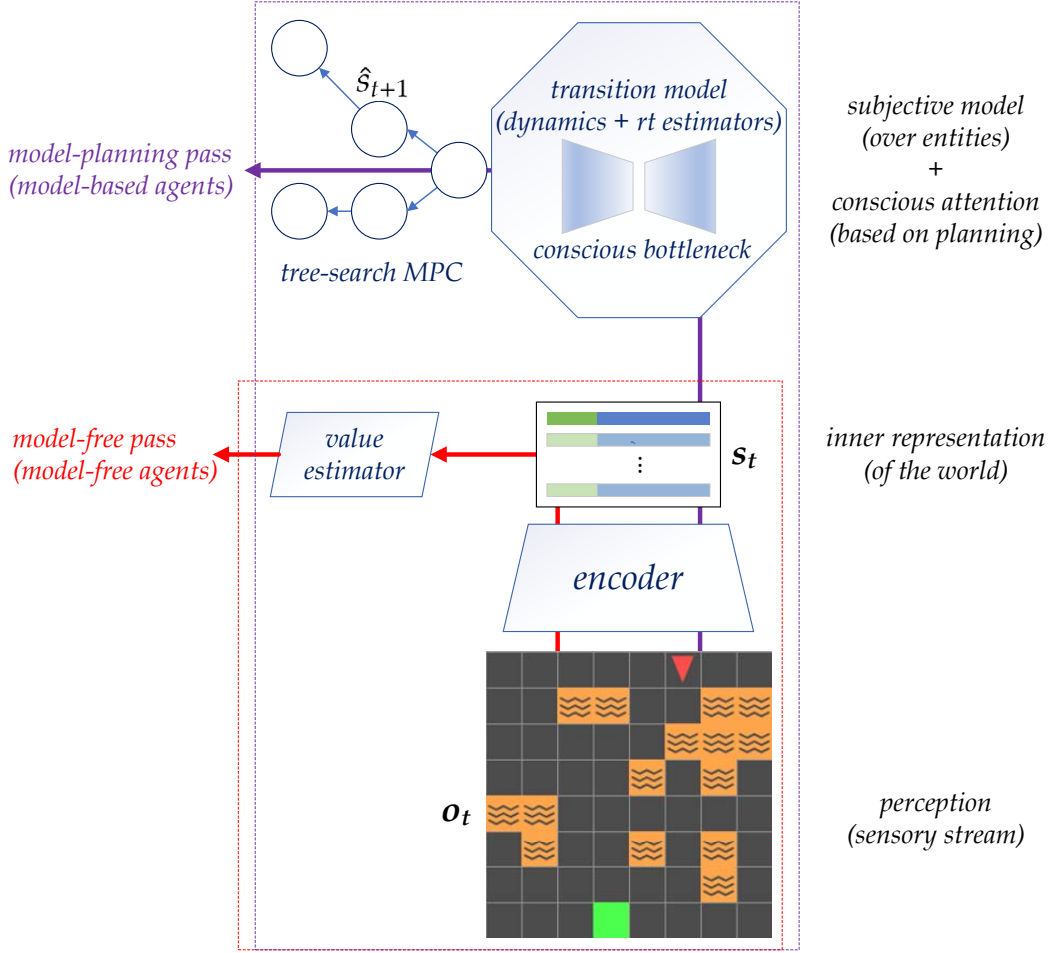 ŝt+1
transition model
(dynamics + rt estimators)
conscious bottleneck
tree-search MPC
model-planning pass
(model-based agents)
subjective model
(over entities)
+
conscious attention
(based on planning)
model-free pass
(model-free agents)
value
estimator
⋮
st
inner representation
(of the world)
encoder
ot
perception
(sensory stream)